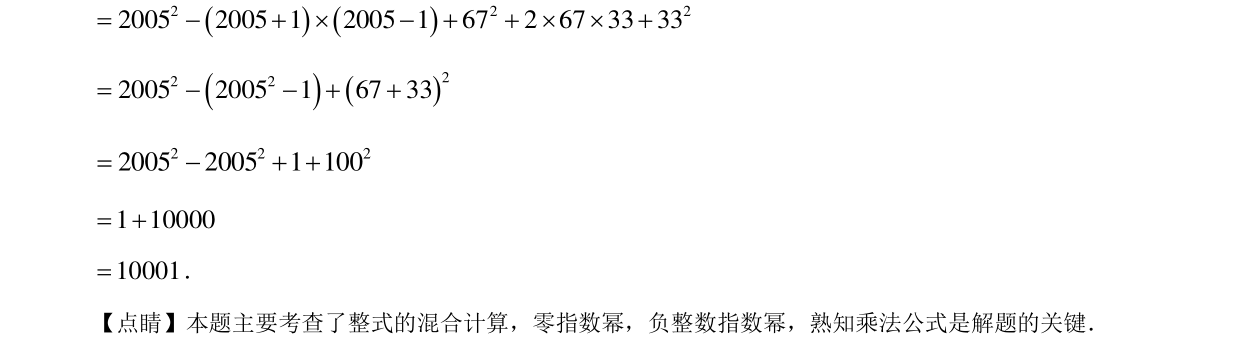 = 2005² − (2005 + 1) × (2005 − 1) + 67² + 2 × 67 × 33 + 33²
= 2005² − (2005² − 1) + (67 + 33)²
= 2005² − 2005² + 1 + 100²
= 1 + 10000
= 10001．
【点睛】本题主要考查了整式的混合计算，零指数幂，负整数指数幂，熟知乘法公式是解题的关键．